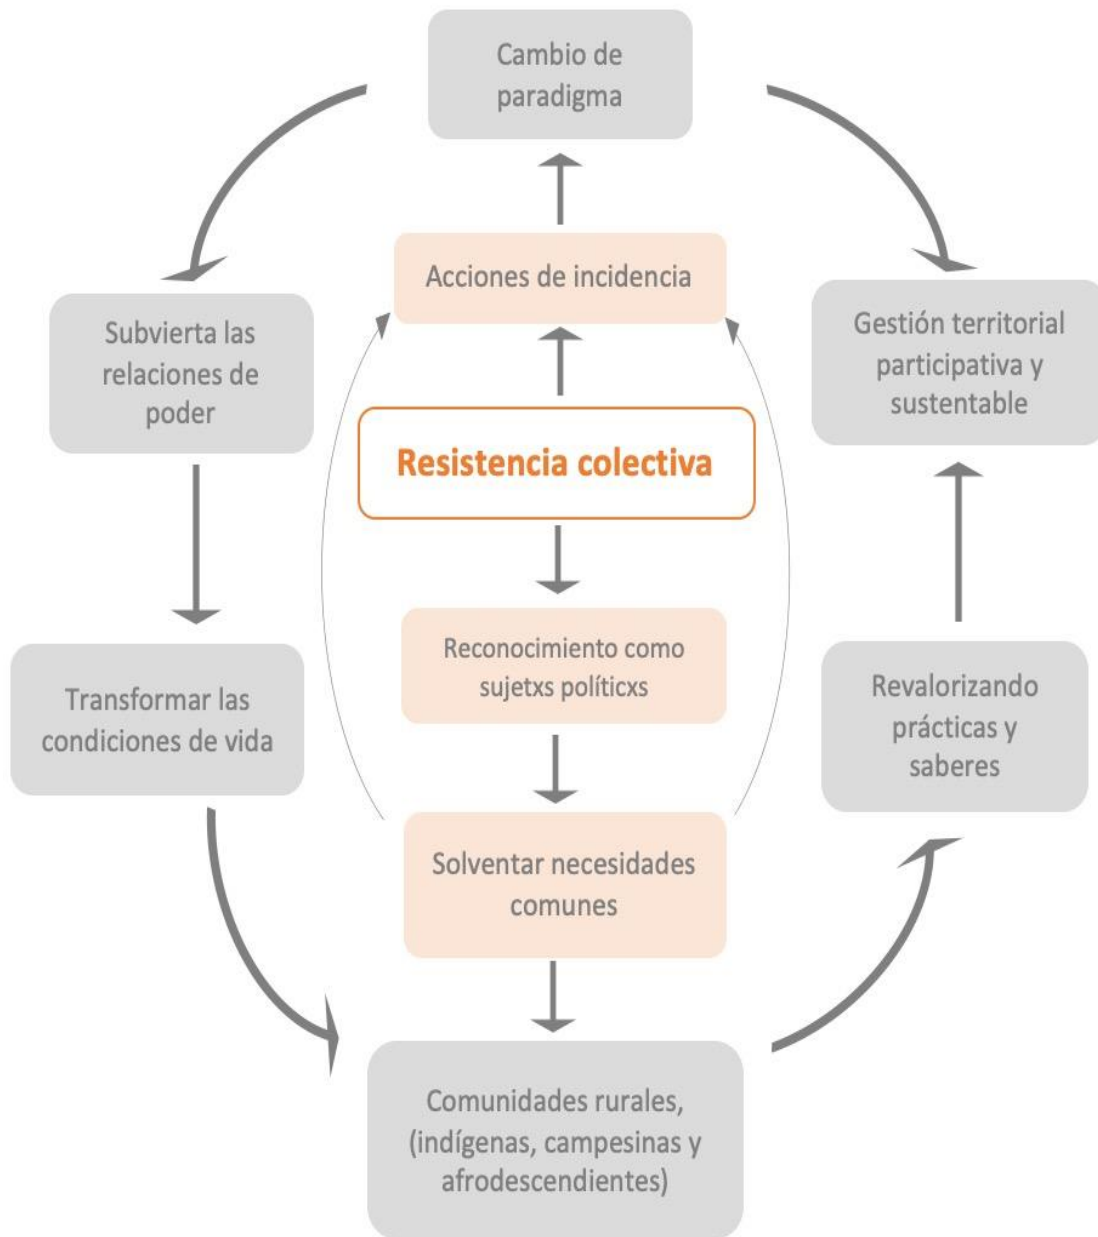 Cambio de
paradigma
Acciones de incidencia
Subvierta las
relaciones de
poder
Gestión territorial
participativa y
sustentable
Resistencia colectiva
Reconocimiento como
sujetxs políticxs
Transformar las
condiciones de vida
Revalorizando
prácticas y
saberes
Solventar necesidades
comunes
Comunidades rurales,
(indígenas, campesinas y
afrodescendientes)